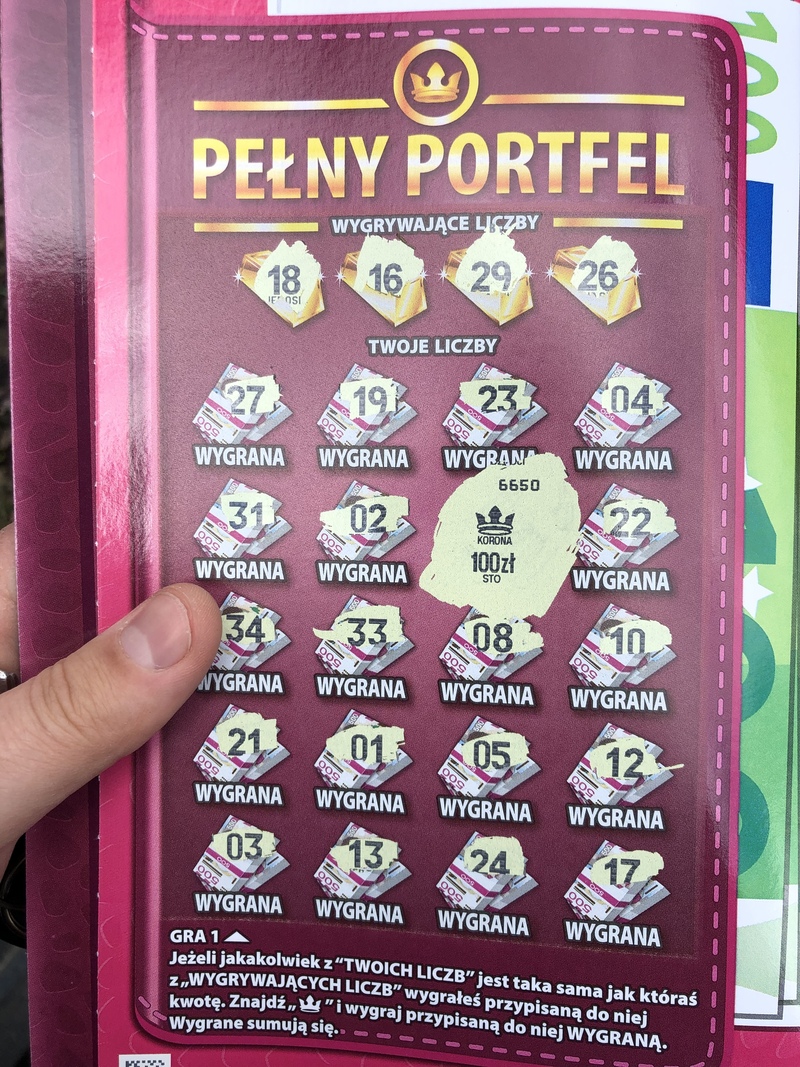 PEŁNY PORTFEL
WYGRYWAJĄCE LICZBY
18 16 29 26
TWOJE LICZBY
27 19 23 04
WYGRANA WYGRANA WYGRANA WYGRANA
31 02 6650 22
KORONA
100zł
STO
WYGRANA WYGRANA WYGRANA
34 33 08 10
WYGRANA WYGRANA WYGRANA WYGRANA
21 01 05 12
WYGRANA WYGRANA WYGRANA WYGRANA
03 13 24 17
WYGRANA WYGRANA WYGRANA WYGRANA
GRA 1
Jeżeli jakakolwiek z “TWOICH LICZB” jest taka sama jak któraś
z „WYGRYWAJĄCYCH LICZB” wygrałeś przypisaną do niej
kwotę. Znajdź „ ” i wygraj przypisaną do niej WYGRANĄ.
Wygrane sumują się.
100